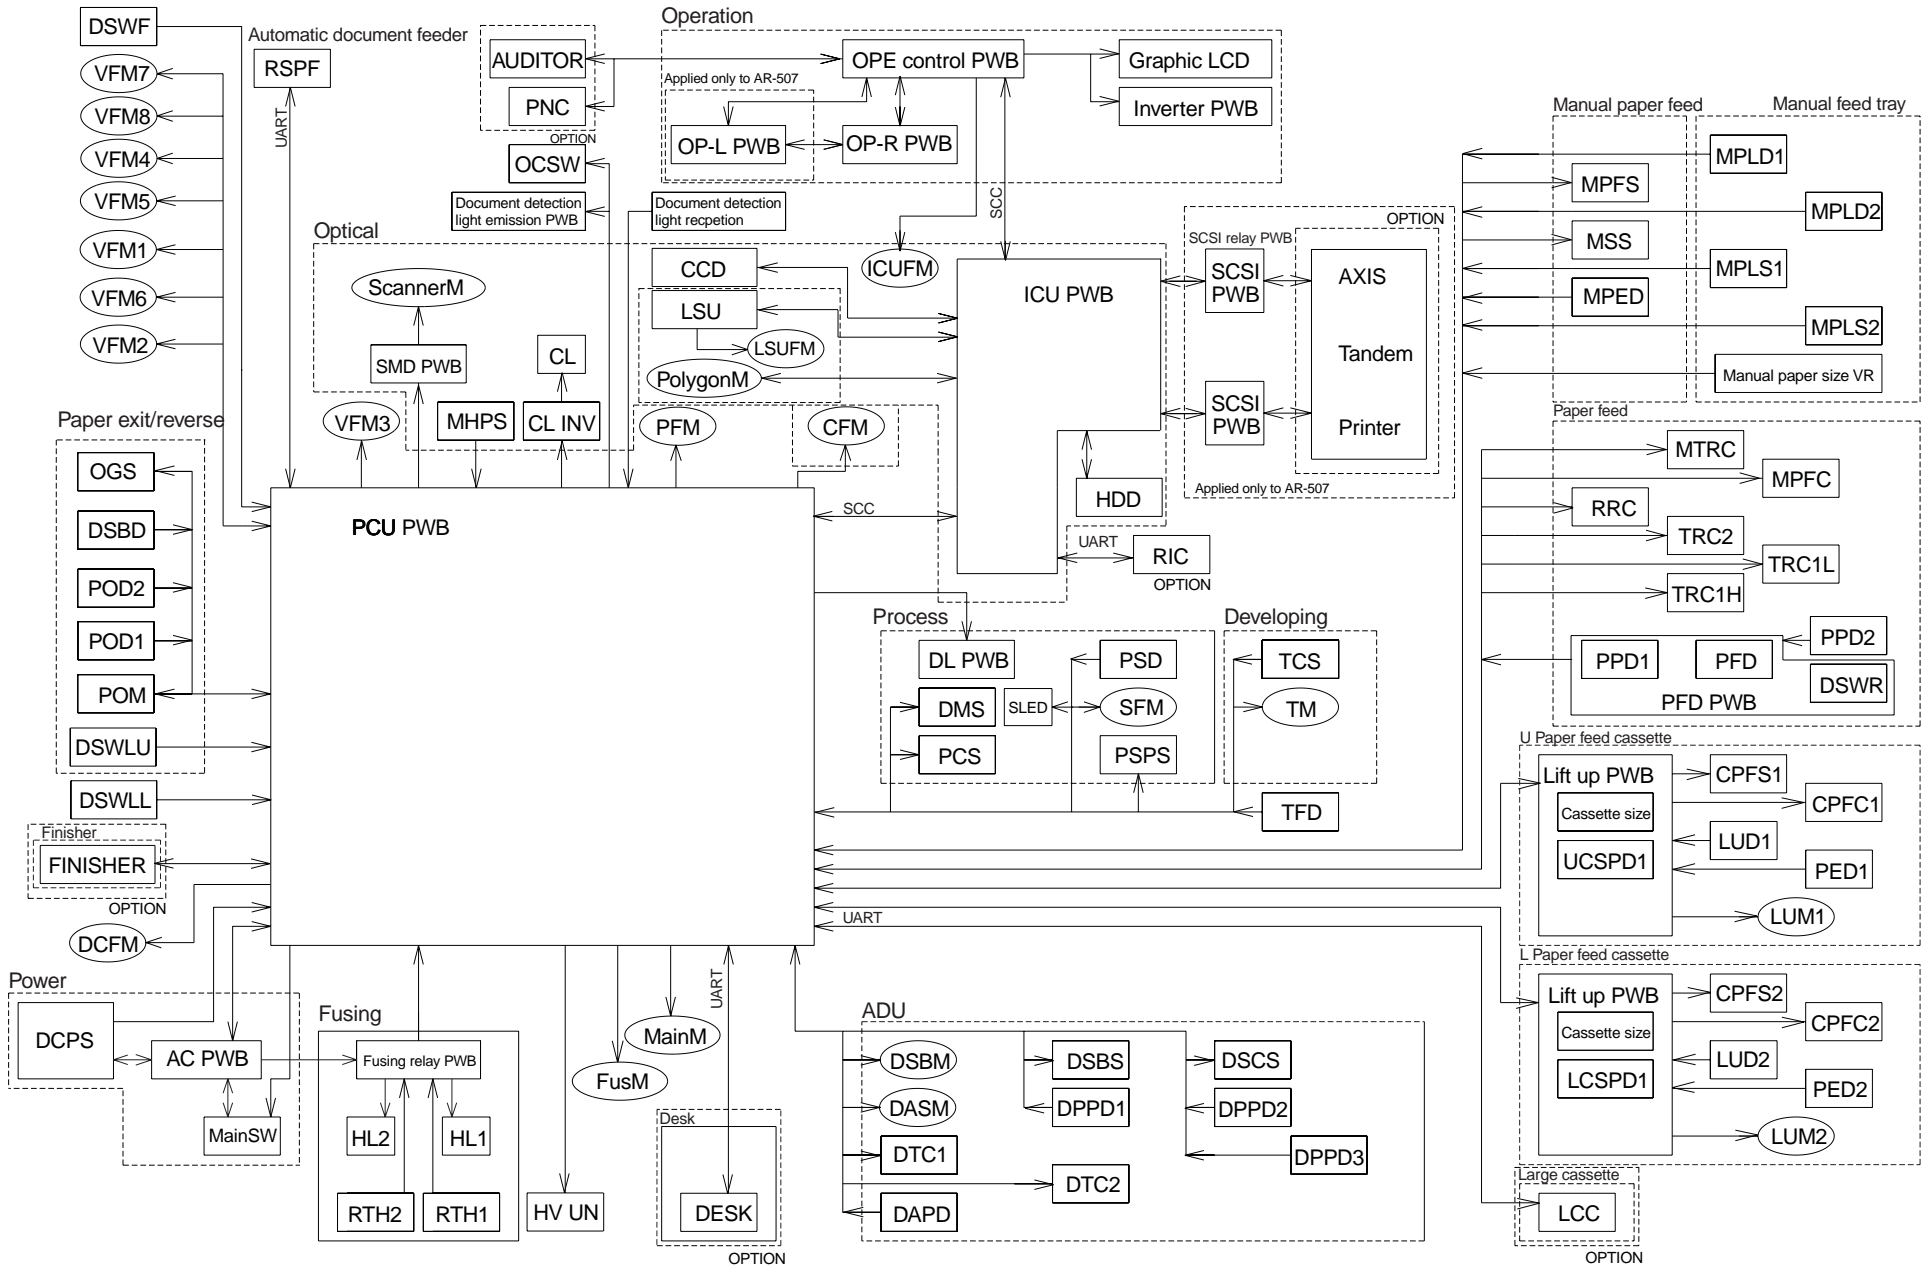 Operation
DSWF
Automatic document feeder
RSPF
AUDITOR
PNC
OPTION
OPE control PWB
Graphic LCD
Inverter PWB
Applied only to AR-507
OP-L PWB
OP-R PWB
VFM7
VFM8
VFM4
VFM5
VFM1
VFM6
VFM2
UART
OCSW
Document detection
light emission PWB
Document detection
light recpetion
SCC
Optical
ScannerM
SMD PWB
CL
VFM3
MHPS
CL INV
CCD
LSU
LSUFM
PolygonM
PFM
CFM
ICUFM
ICU PWB
HDD
SCC
UART
RIC
OPTION
SCSI relay PWB
SCSI
PWB
SCSI
PWB
OPTION
AXIS
Tandem
Printer
Applied only to AR-507
Manual paper feed
MPFS
MSS
MPED
Manual feed tray
MPLD1
MPLD2
MPLS1
MPLS2
Manual paper size VR
Paper feed
MTRC
MPFC
RRC
TRC2
TRC1L
TRC1H
PPD2
PPD1
PFD
DSWR
PFD PWB
Paper exit/reverse
OGS
DSBD
POD2
POD1
POM
DSWLU
DSWLL
Finisher
FINISHER
OPTION
DCFM
PCU PWB
Process
DL PWB
PSD
DMS
SLED
SFM
PCS
PSPS
Developing
TCS
TM
TFD
U Paper feed cassette
Lift up PWB
Cassette size
UCSPD1
CPFS1
CPFC1
LUD1
PED1
LUM1
UART
L Paper feed cassette
Lift up PWB
Cassette size
LCSPD1
CPFS2
CPFC2
LUD2
PED2
LUM2
Large cassette
LCC
OPTION
Power
DCPS
AC PWB
MainSW
Fusing
Fusing relay PWB
HL2
HL1
RTH2
RTH1
HV UN
FusM
MainM
UART
Desk
DESK
OPTION
ADU
DSBM
DASM
DTC1
DAPD
DSBS
DPPD1
DTC2
DSCS
DPPD2
DPPD3